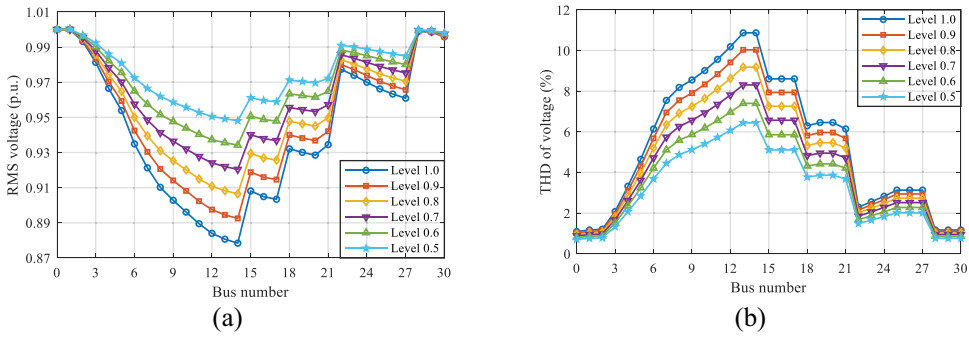 (a)
RMS voltage (p.u.)
1.01
0.99
0.97
0.95
0.93
0.91
0.89
0.87
Level 1.0
Level 0.9
Level 0.8
Level 0.7
Level 0.6
Level 0.5
0 3 6 9 12 15 18 21 24 27 30
Bus number
(a)
(b)
THD of voltage (%)
12
10
8
6
4
2
0
Level 1.0
Level 0.9
Level 0.8
Level 0.7
Level 0.6
Level 0.5
0 3 6 9 12 15 18 21 24 27 30
Bus number
(b)